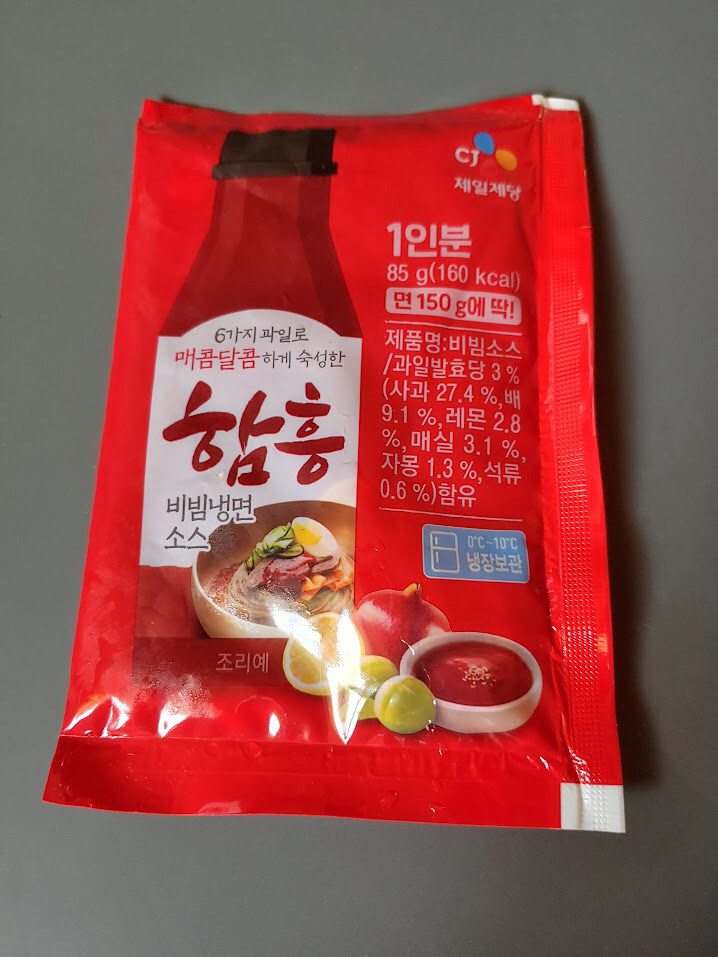 CJ
제일제당
1인분
85 g(160 kcal)
면 150 g에 딱!
6가지 과일로
매콤달콤하게 숙성한
함흥
비빔냉면
소스
조리예
제품명:비빔소스
/과일발효당 3 %
(사과 27.4 %,배
9.1 %,레몬 2.8
%,매실 3.1 %,
자몽 1.3 %,석류
0.6 %)함유
0℃~10℃
냉장보관